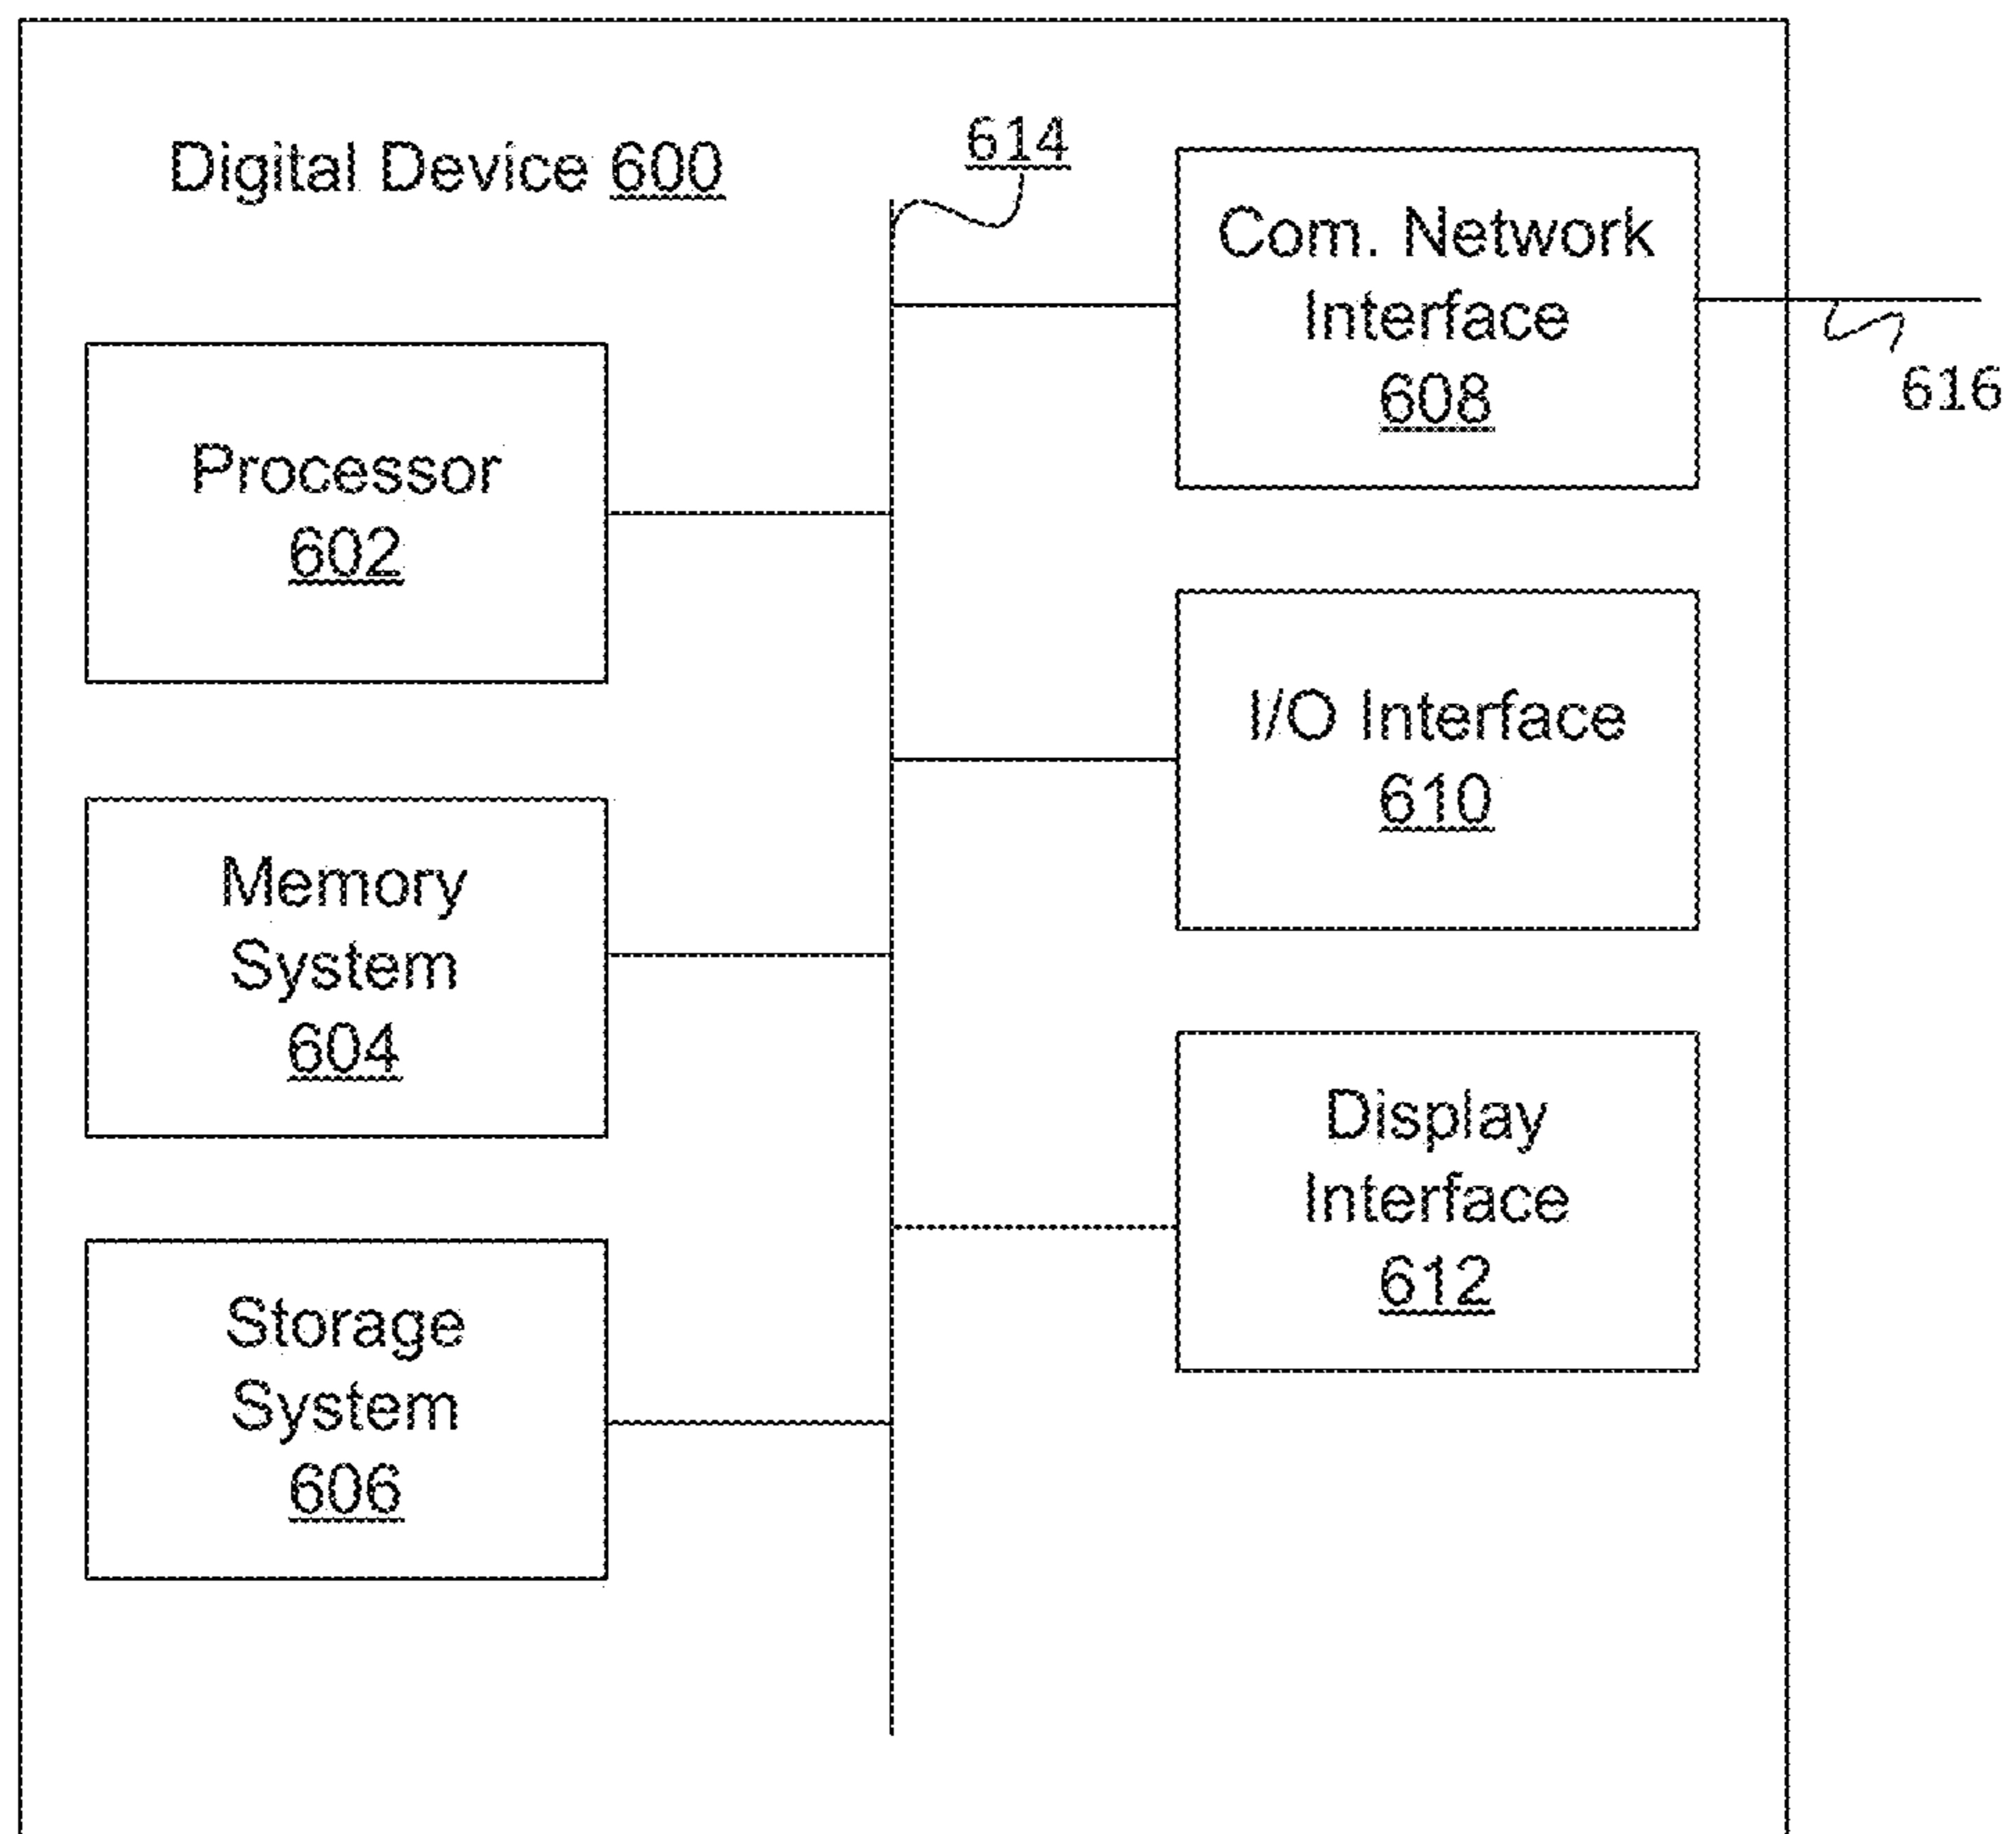 Digital Device 600
614
Com. Network
Interface
608
616
Processor
602
I/O Interface
610
Memory
System
604
Display
Interface
612
Storage
System
606